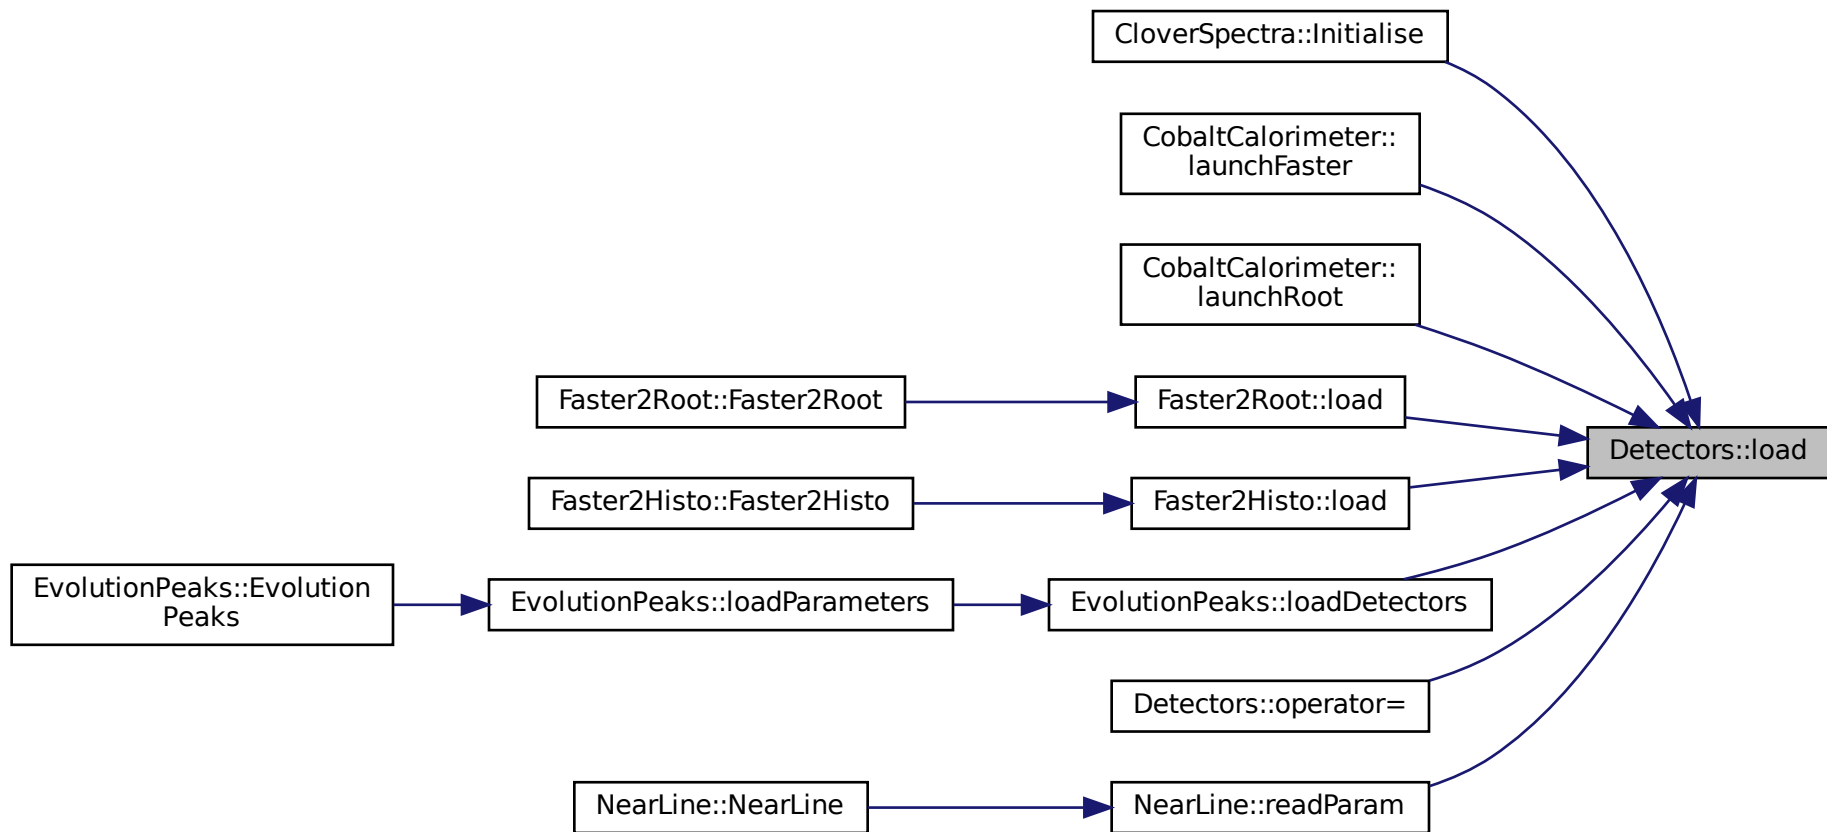 CloverSpectra::Initialise
CobaltCalorimeter::
launchFaster
CobaltCalorimeter::
launchRoot
Faster2Root::Faster2Root
Faster2Root::load
Detectors::load
Faster2Histo::Faster2Histo
Faster2Histo::load
EvolutionPeaks::Evolution
Peaks
EvolutionPeaks::loadParameters
EvolutionPeaks::loadDetectors
Detectors::operator=
NearLine::NearLine
NearLine::readParam